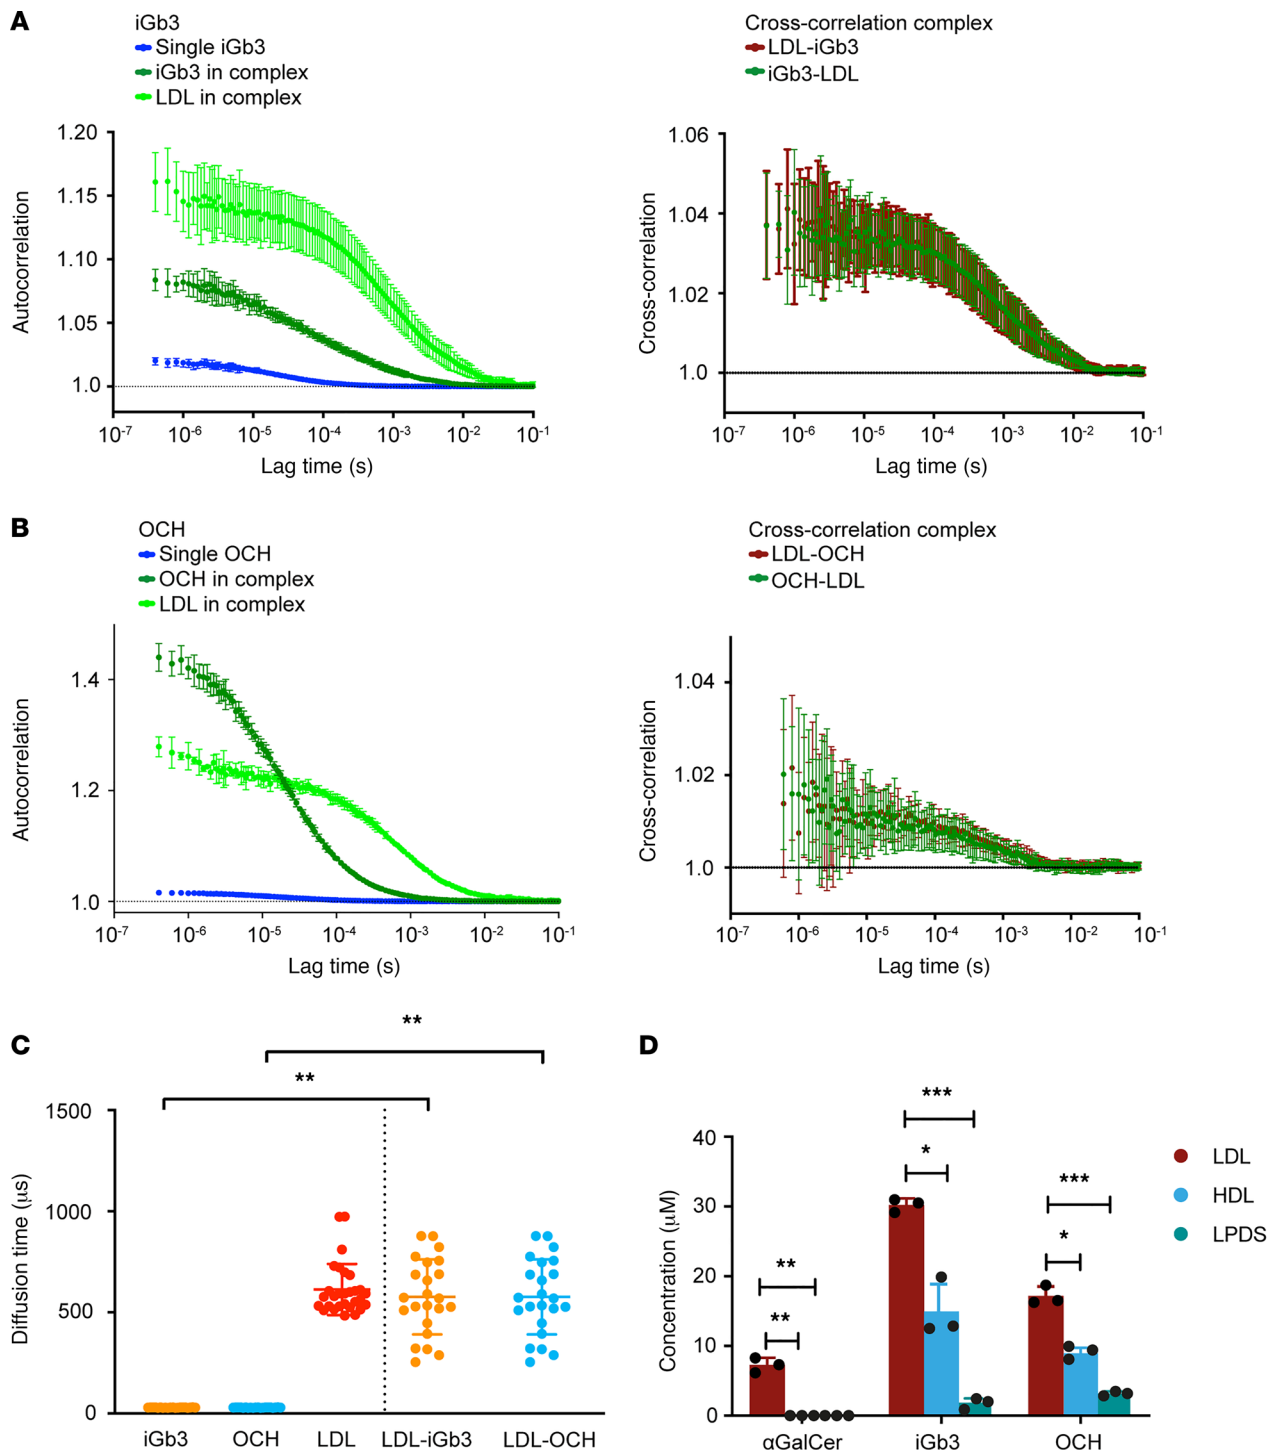 A
iGb3
Single iGb3
iGb3 in complex
LDL in complex
1.20
1.15
1.10
1.05
1.0
Autocorrelation
10-7 10-6 10-5 10-4 10-3 10-2 10-1
Lag time (s)
Cross-correlation complex
LDL-iGb3
iGb3-LDL
1.06
1.04
1.02
1.0
Cross-correlation
10-7 10-6 10-5 10-4 10-3 10-2 10-1
Lag time (s)
B
OCH
Single OCH
OCH in complex
LDL in complex
1.4
1.2
1.0
Autocorrelation
10-7 10-6 10-5 10-4 10-3 10-2 10-1
Lag time (s)
Cross-correlation complex
LDL-OCH
OCH-LDL
1.04
1.02
1.0
Cross-correlation
10-7 10-6 10-5 10-4 10-3 10-2 10-1
Lag time (s)
C
**
**
1500
1000
500
0
Diffusion time (μs)
iGb3 OCH LDL LDL-iGb3 LDL-OCH
D
***
*
***
*
**
**
40
30
20
10
0
Concentration (μM)
αGalCer iGb3 OCH
LDL
HDL
LPDS